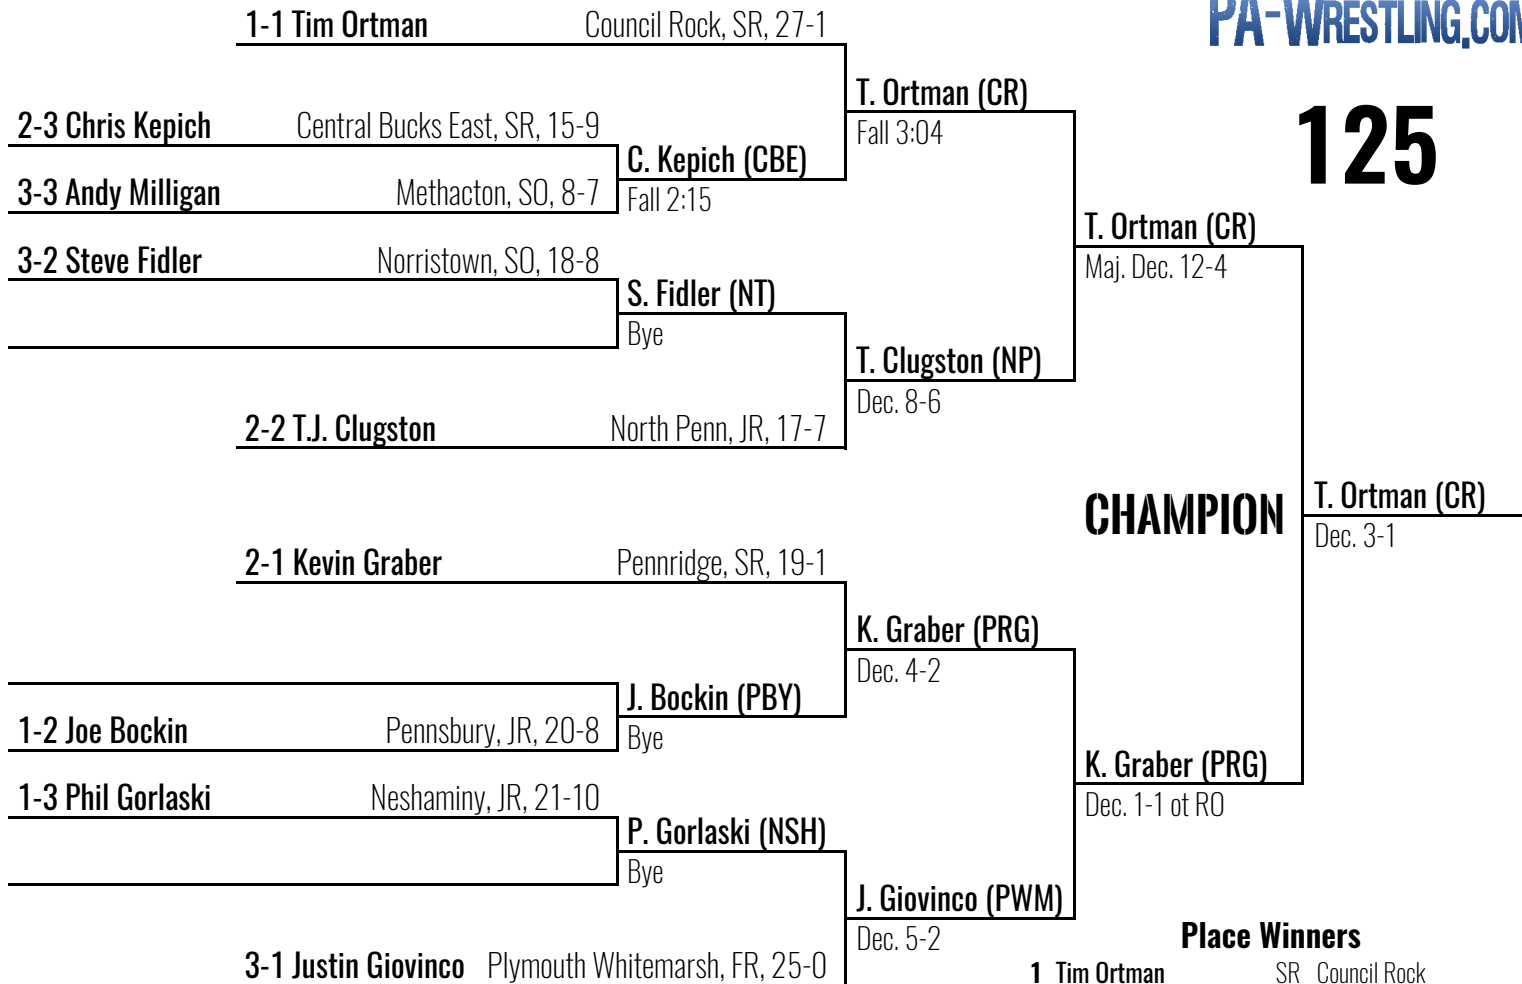 PA-WRESTLING.COM
125
1-1 Tim Ortman Council Rock, SR, 27-1
T. Ortman (CR)
Fall 3:04
2-3 Chris Kepich Central Bucks East, SR, 15-9
C. Kepich (CBE)
Fall 2:15
3-3 Andy Milligan Methacton, SO, 8-7
T. Ortman (CR)
Maj. Dec. 12-4
3-2 Steve Fidler Norristown, SO, 18-8
S. Fidler (NT)
Bye
T. Clugston (NP)
Dec. 8-6
2-2 T.J. Clugston North Penn, JR, 17-7
CHAMPION
T. Ortman (CR)
Dec. 3-1
2-1 Kevin Graber Pennridge, SR, 19-1
K. Graber (PRG)
Dec. 4-2
J. Bockin (PBY)
Bye
1-2 Joe Bockin Pennsbury, JR, 20-8
K. Graber (PRG)
Dec. 1-1 ot RO
1-3 Phil Gorlaski Neshaminy, JR, 21-10
P. Gorlaski (NSH)
Bye
J. Giovinco (PWM)
Dec. 5-2
3-1 Justin Giovinco Plymouth Whitemarsh, FR, 25-0
Place Winners
1 Tim Ortman SR Council Rock